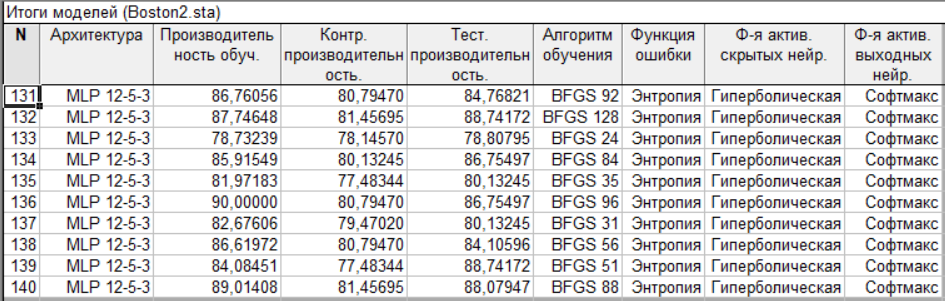 Итоги моделей (Boston2.sta)
N Архитектура Производитель Контр. Тест. Алгоритм Функция Ф-я актив. Ф-я актив.
ность обуч. производительн производительн обучения ошибки скрытых нейр. выходных
ость. ость. нейр.
131 MLP 12-5-3 86,76056 80,79470 84,76821 BFGS 92 Энтропия Гиперболическая Софтмакс
132 MLP 12-5-3 87,74648 81,45695 88,74172 BFGS 128 Энтропия Гиперболическая Софтмакс
133 MLP 12-5-3 78,73239 78,14570 78,80795 BFGS 24 Энтропия Гиперболическая Софтмакс
134 MLP 12-5-3 85,91549 80,13245 86,75497 BFGS 84 Энтропия Гиперболическая Софтмакс
135 MLP 12-5-3 81,97183 77,48344 80,13245 BFGS 35 Энтропия Гиперболическая Софтмакс
136 MLP 12-5-3 90,00000 80,79470 86,75497 BFGS 96 Энтропия Гиперболическая Софтмакс
137 MLP 12-5-3 82,67606 79,47020 80,13245 BFGS 31 Энтропия Гиперболическая Софтмакс
138 MLP 12-5-3 86,61972 80,79470 84,10596 BFGS 56 Энтропия Гиперболическая Софтмакс
139 MLP 12-5-3 84,08451 77,48344 88,74172 BFGS 51 Энтропия Гиперболическая Софтмакс
140 MLP 12-5-3 89,01408 81,45695 88,07947 BFGS 88 Энтропия Гиперболическая Софтмакс